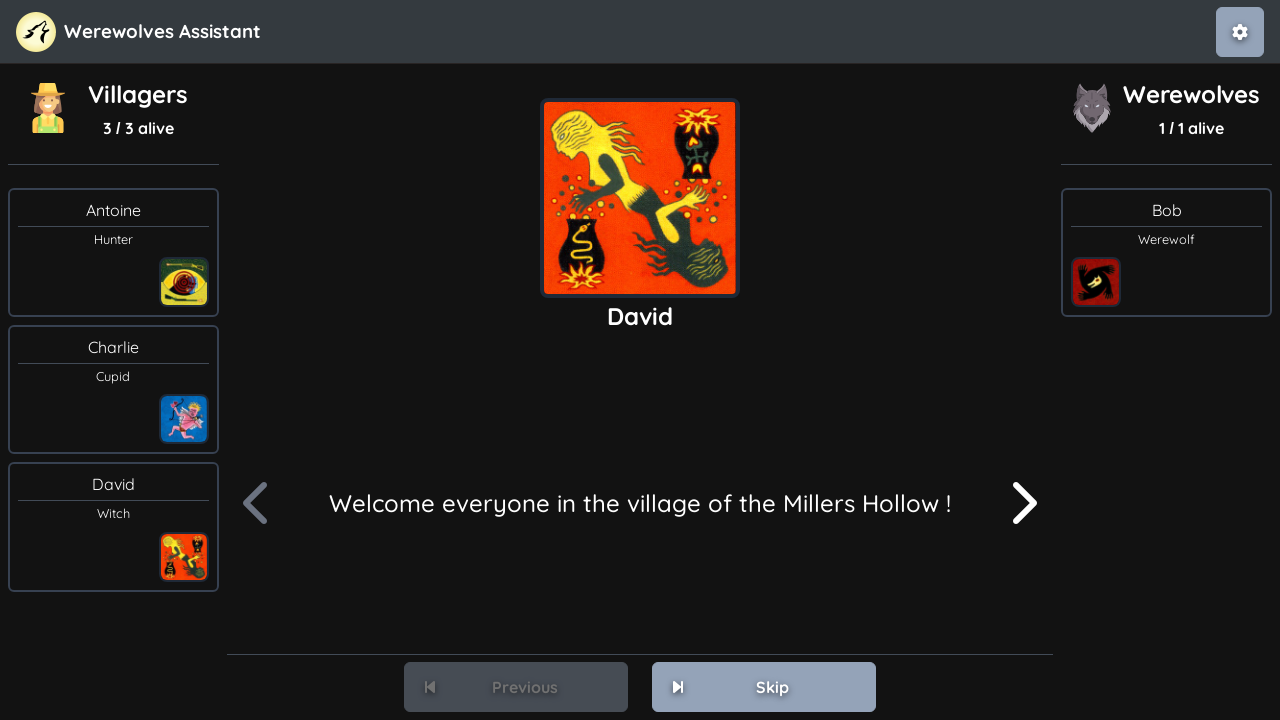 Werewolves Assistant
Villagers
3 / 3 alive
Antoine
Hunter
Charlie
Cupid
David
Witch
David
Welcome everyone in the village of the Millers Hollow !
Previous
Skip
Werewolves
1 / 1 alive
Bob
Werewolf